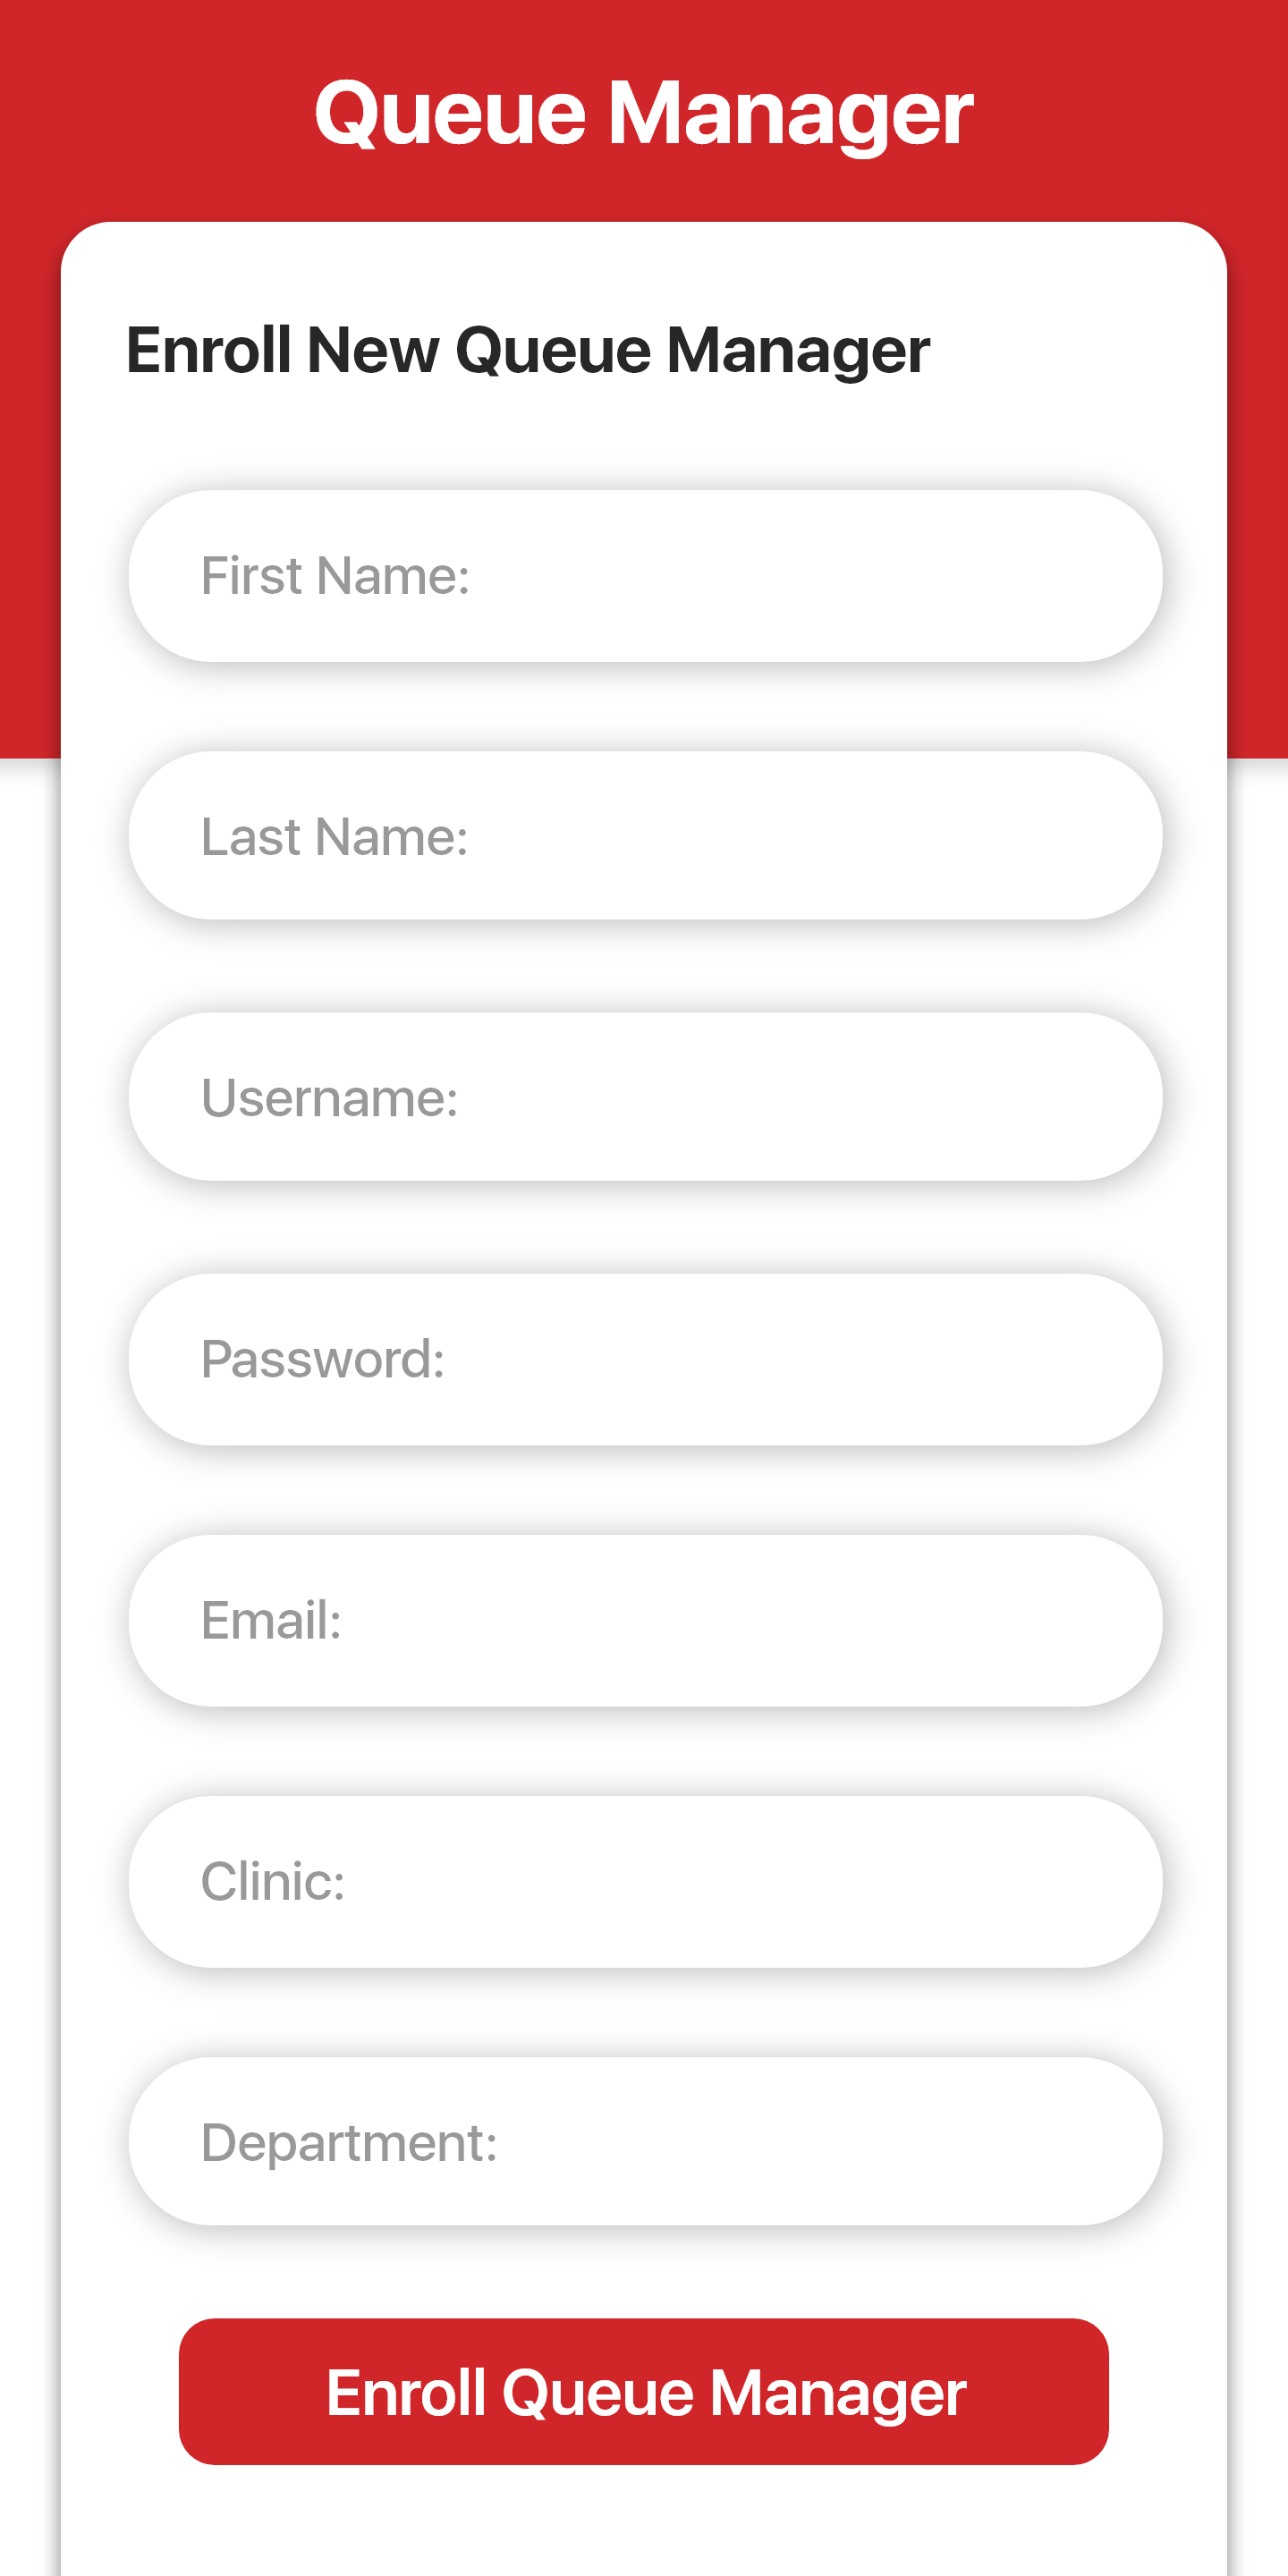 Queue Manager
Enroll New Queue Manager
First Name:
Last Name:
Username:
Password:
Email:
Clinic:
Department:
Enroll Queue Manager